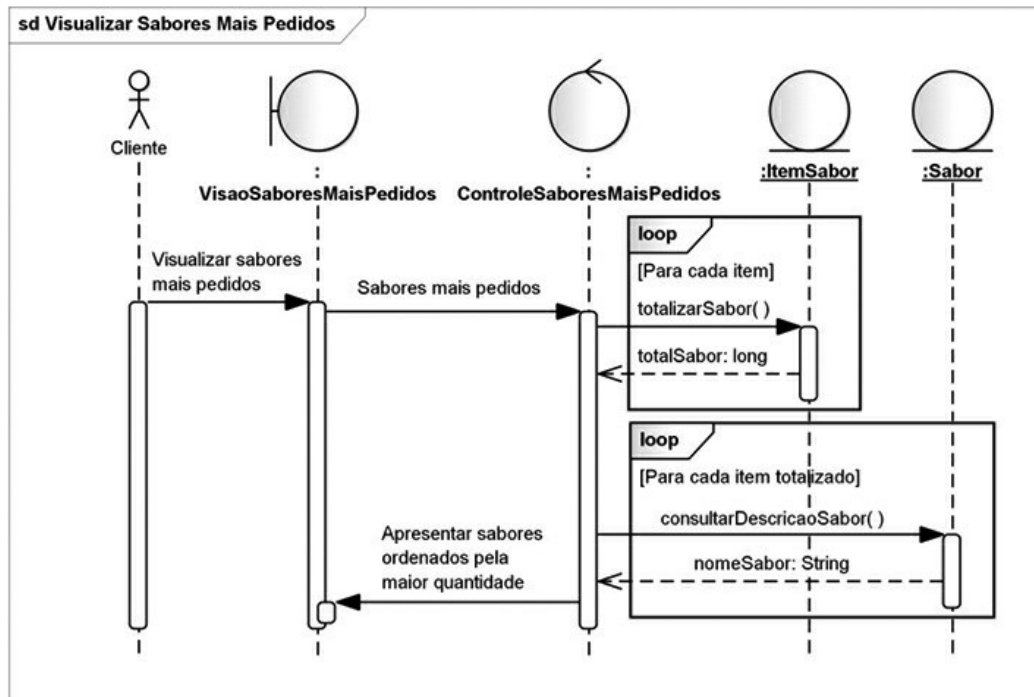 sd Visualizar Sabores Mais Pedidos
Cliente
:
VisaoSaboresMaisPedidos
:
ControleSaboresMaisPedidos
:ItemSabor
:Sabor
loop
[Para cada item]
Visualizar sabores
mais pedidos
Sabores mais pedidos
totalizarSabor( )
totalSabor: long
loop
[Para cada item totalizado]
consultarDescricaoSabor( )
nomeSabor: String
Apresentar sabores
ordenados pela
maior quantidade